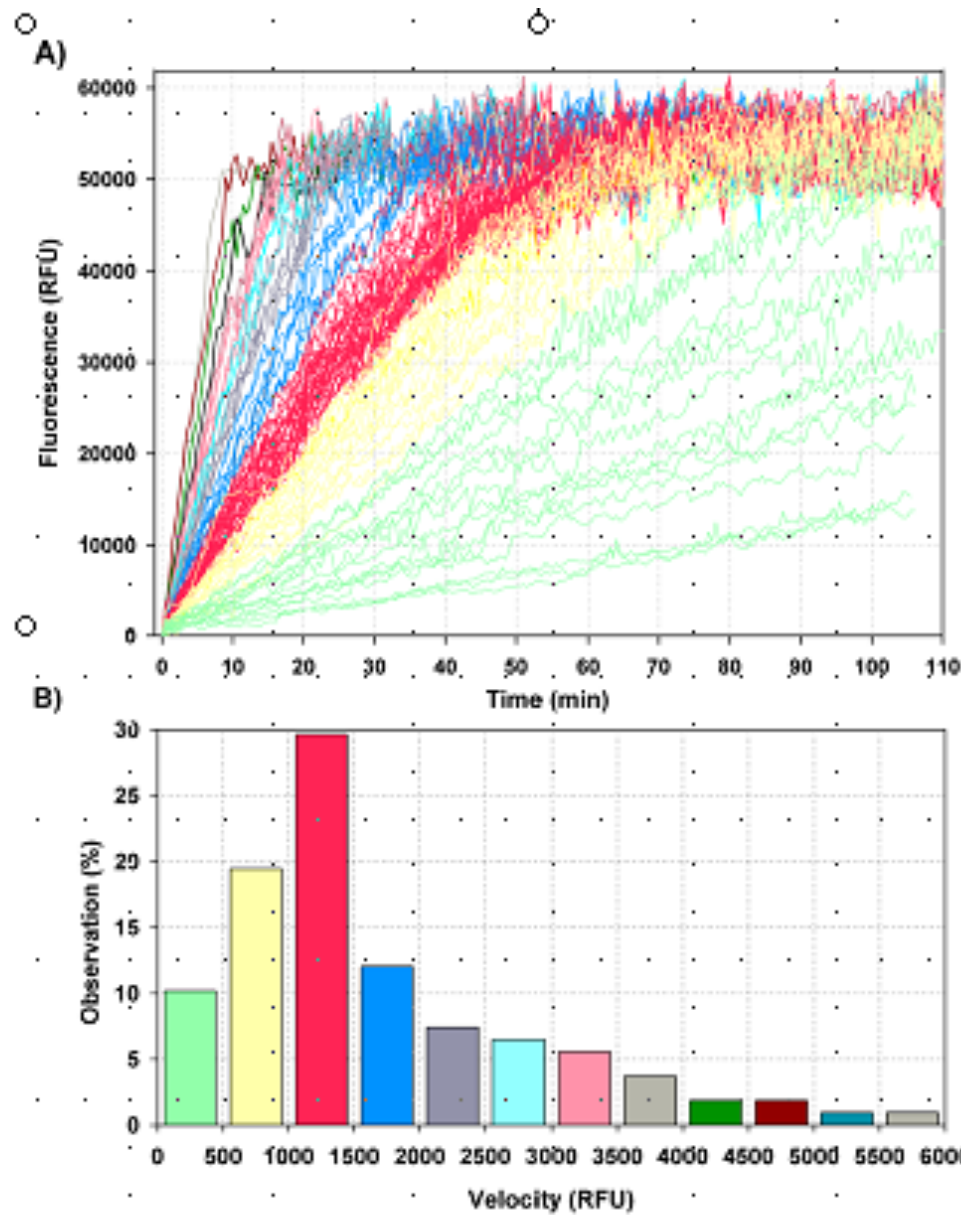 A)
60000
50000
40000
30000
20000
10000
0
Fluorescence (RFU)
0 10 20 30 40 50 60 70 80 90 100 110
Time (min)
B)
30
25
20
15
10
5
0
Observation (%)
0 500 1000 1500 2000 2500 3000 3500 4000 4500 5000 5500 6000
Velocity (RFU)